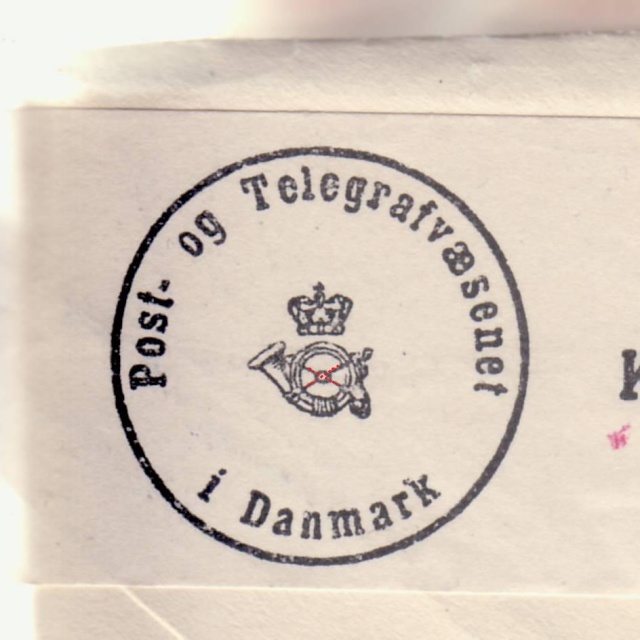 Post- og Telegrafvæsenet
i Danmark